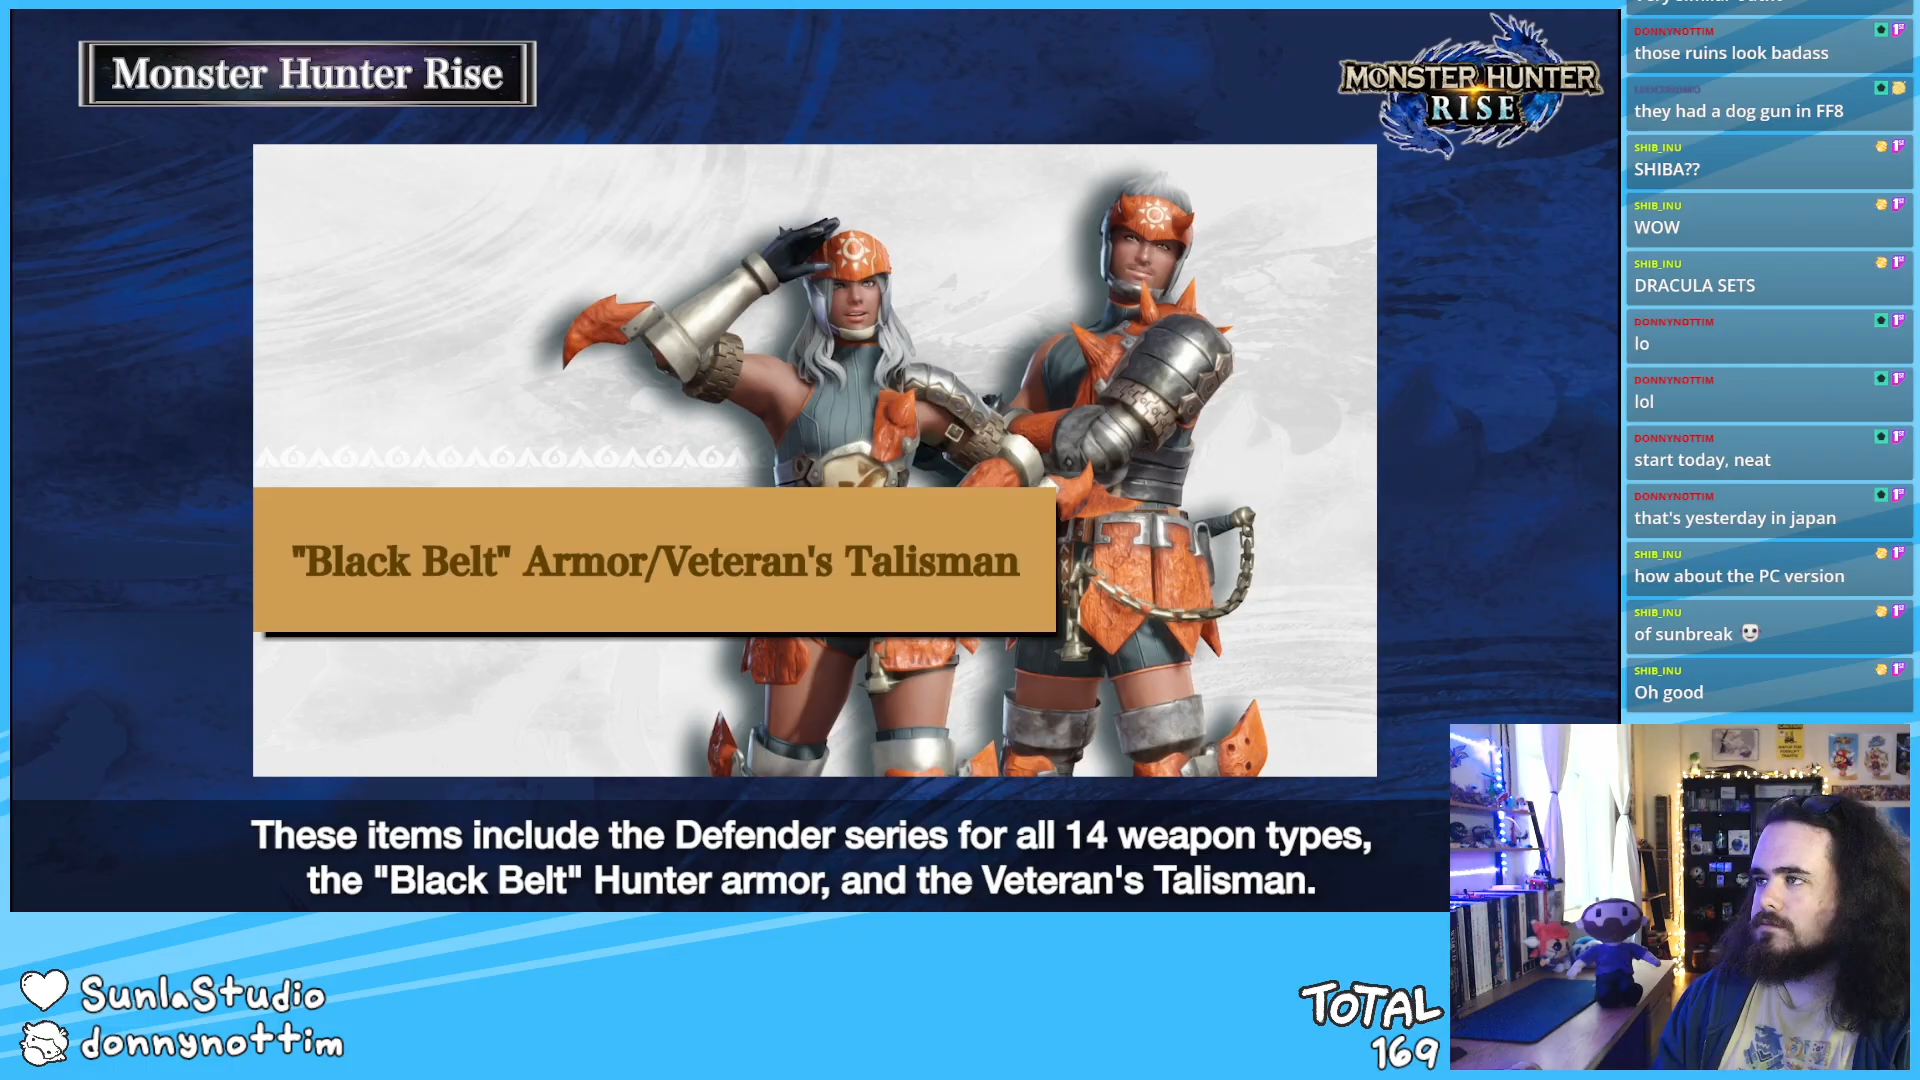 Monster Hunter Rise
MONSTER HUNTER
RISE
"Black Belt" Armor/Veteran's Talisman
These items include the Defender series for all 14 weapon types,
the "Black Belt" Hunter armor, and the Veteran's Talisman.
SunlaStudio
donnynottim
TOTAL
169
DONNYNOTTIM
those ruins look badass
they had a dog gun in FF8
SHIB_INU
SHIBA??
SHIB_INU
WOW
SHIB_INU
DRACULA SETS
DONNYNOTTIM
lo
DONNYNOTTIM
lol
DONNYNOTTIM
start today, neat
DONNYNOTTIM
that's yesterday in japan
SHIB_INU
how about the PC version
SHIB_INU
of sunbreak
SHIB_INU
Oh good